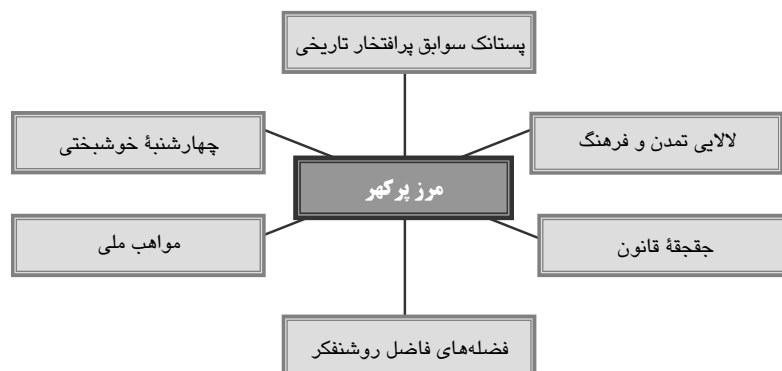 پستانک سوابق پرافتخار تاریخی
لالایی تمدن و فرهنگ
چهارشنبهٔ خوشبختی
مرز پرگهر
جقجقهٔ قانون
مواهب ملی
فضله‌های فاضل روشنفکر